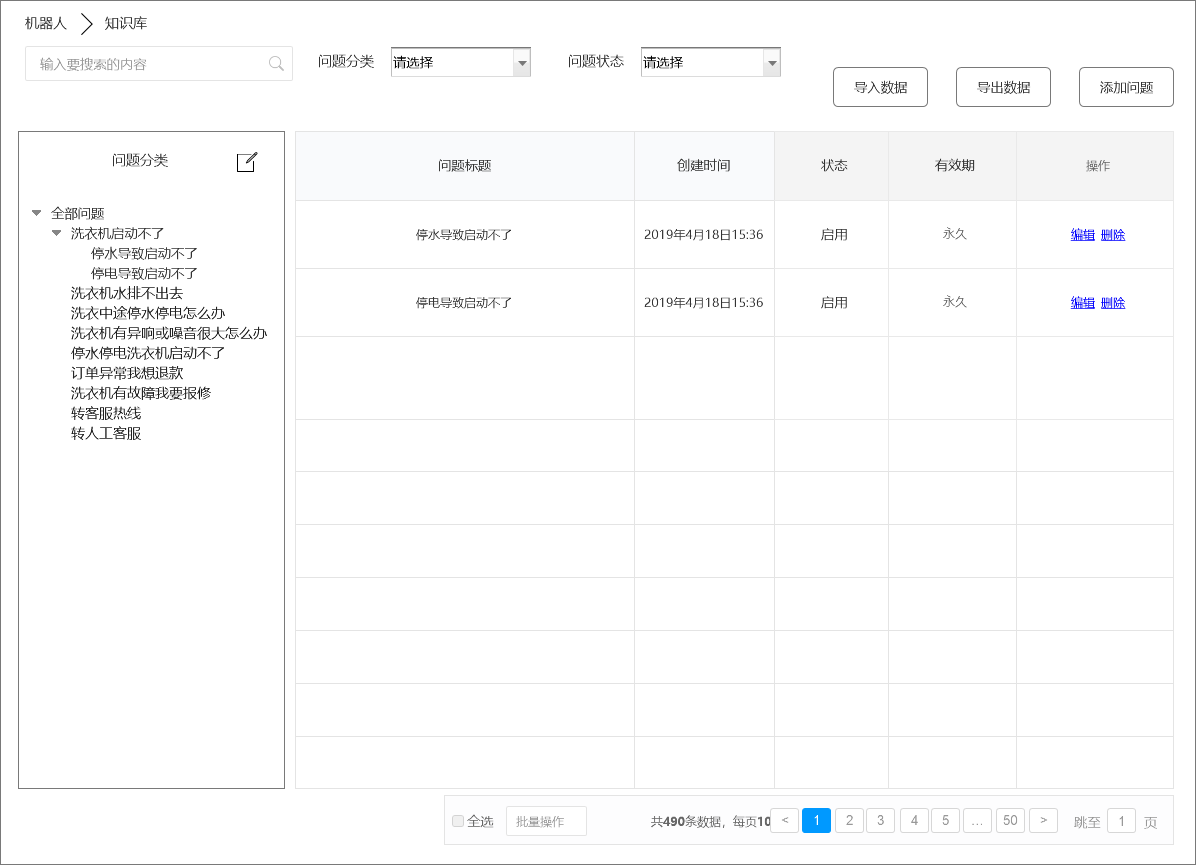 机器人 知识库
输入要搜索的内容
问题分类 请选择 问题状态 请选择
导入数据 导出数据 添加问题
问题分类
全部问题
洗衣机启动不了
停水导致启动不了
停电导致启动不了
洗衣机水排不出去
洗衣中途停水停电怎么办
洗衣机有异响或噪音很大怎么办
停水停电洗衣机启动不了
订单异常我想退款
洗衣机有故障我要报修
转客服热线
转人工客服
问题标题 创建时间 状态 有效期 操作
停水导致启动不了 2019年4月18日15:36 启用 永久 编辑 删除
停电导致启动不了 2019年4月18日15:36 启用 永久 编辑 删除
全选 批量操作 共490条数据，每页10 < 1 2 3 4 5 … 50 > 跳至 1 页